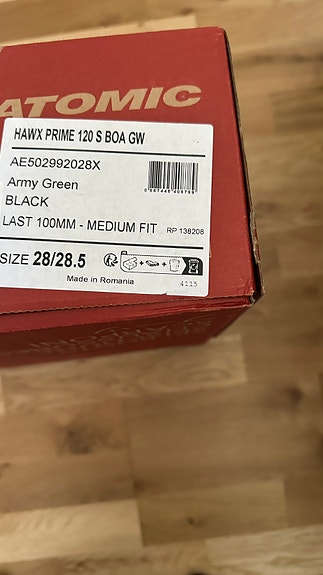 ATOMIC
HAWX PRIME 120 S BOA GW
AE502992028X
Army Green
BLACK
LAST 100MM - MEDIUM FIT RP 138208
SIZE 28/28.5
Made in Romania
4115